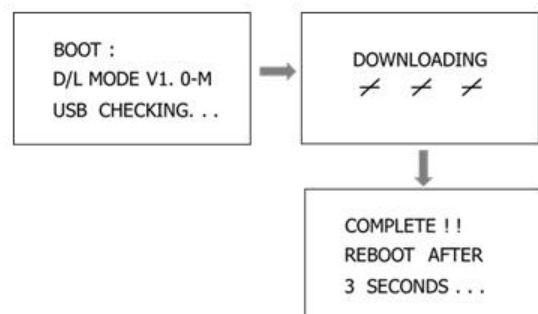 BOOT :
D/L MODE V1. 0-M
USB CHECKING. . .
DOWNLOADING
COMPLETE ! !
REBOOT AFTER
3 SECONDS . . .